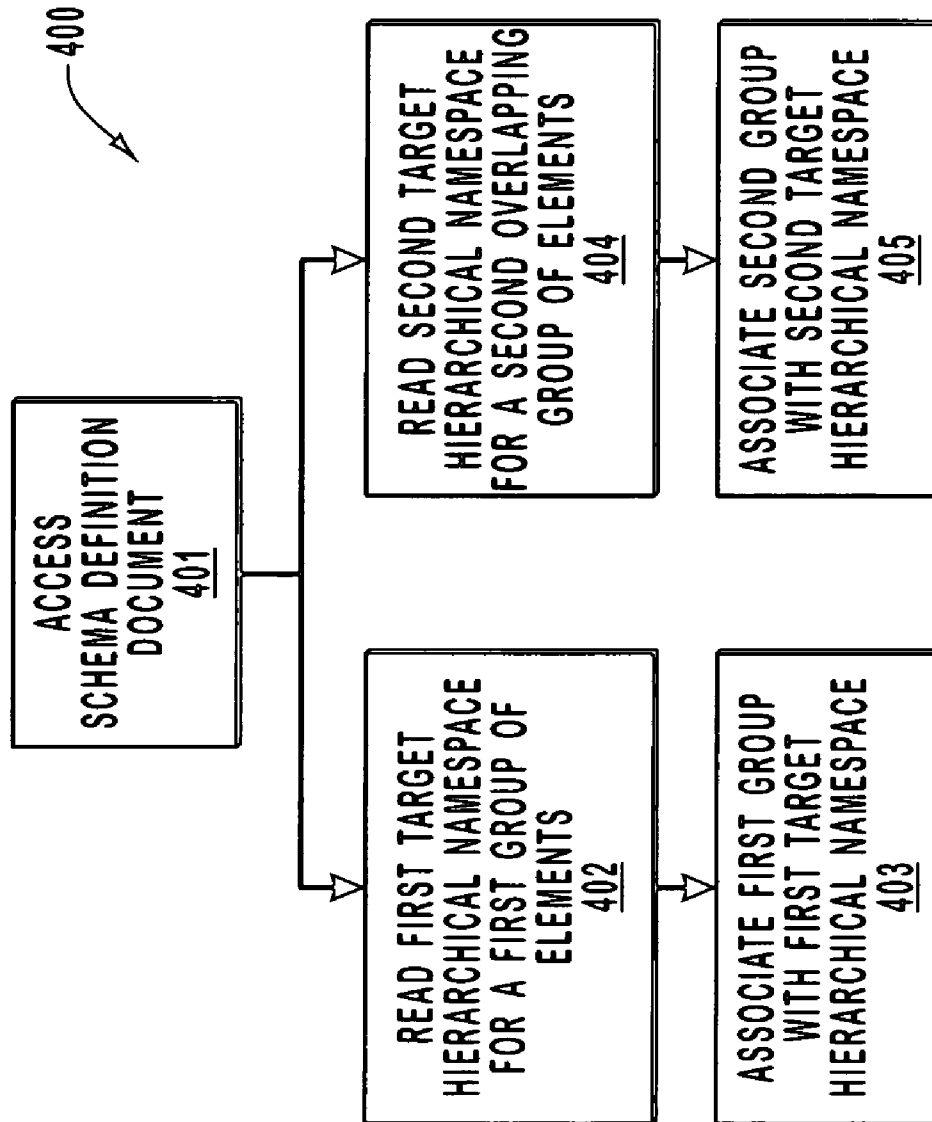 400
ACCESS
SCHEMA DEFINITION
DOCUMENT
401
READ FIRST TARGET
HIERARCHICAL NAMESPACE
FOR A FIRST GROUP OF
ELEMENTS
402
ASSOCIATE FIRST GROUP
WITH FIRST TARGET
HIERARCHICAL NAMESPACE
403
READ SECOND TARGET
HIERARCHICAL NAMESPACE
FOR A SECOND OVERLAPPING
GROUP OF ELEMENTS
404
ASSOCIATE SECOND GROUP
WITH SECOND TARGET
HIERARCHICAL NAMESPACE
405